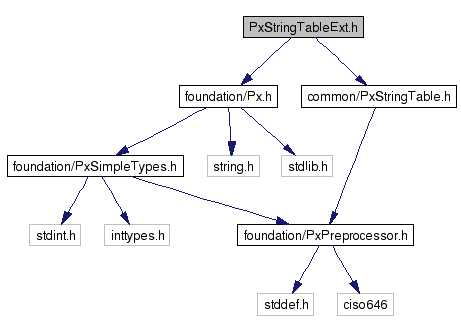 PxStringTableExt.h
foundation/Px.h
common/PxStringTable.h
foundation/PxSimpleTypes.h
string.h
stdlib.h
stdint.h
inttypes.h
foundation/PxPreprocessor.h
stddef.h
ciso646